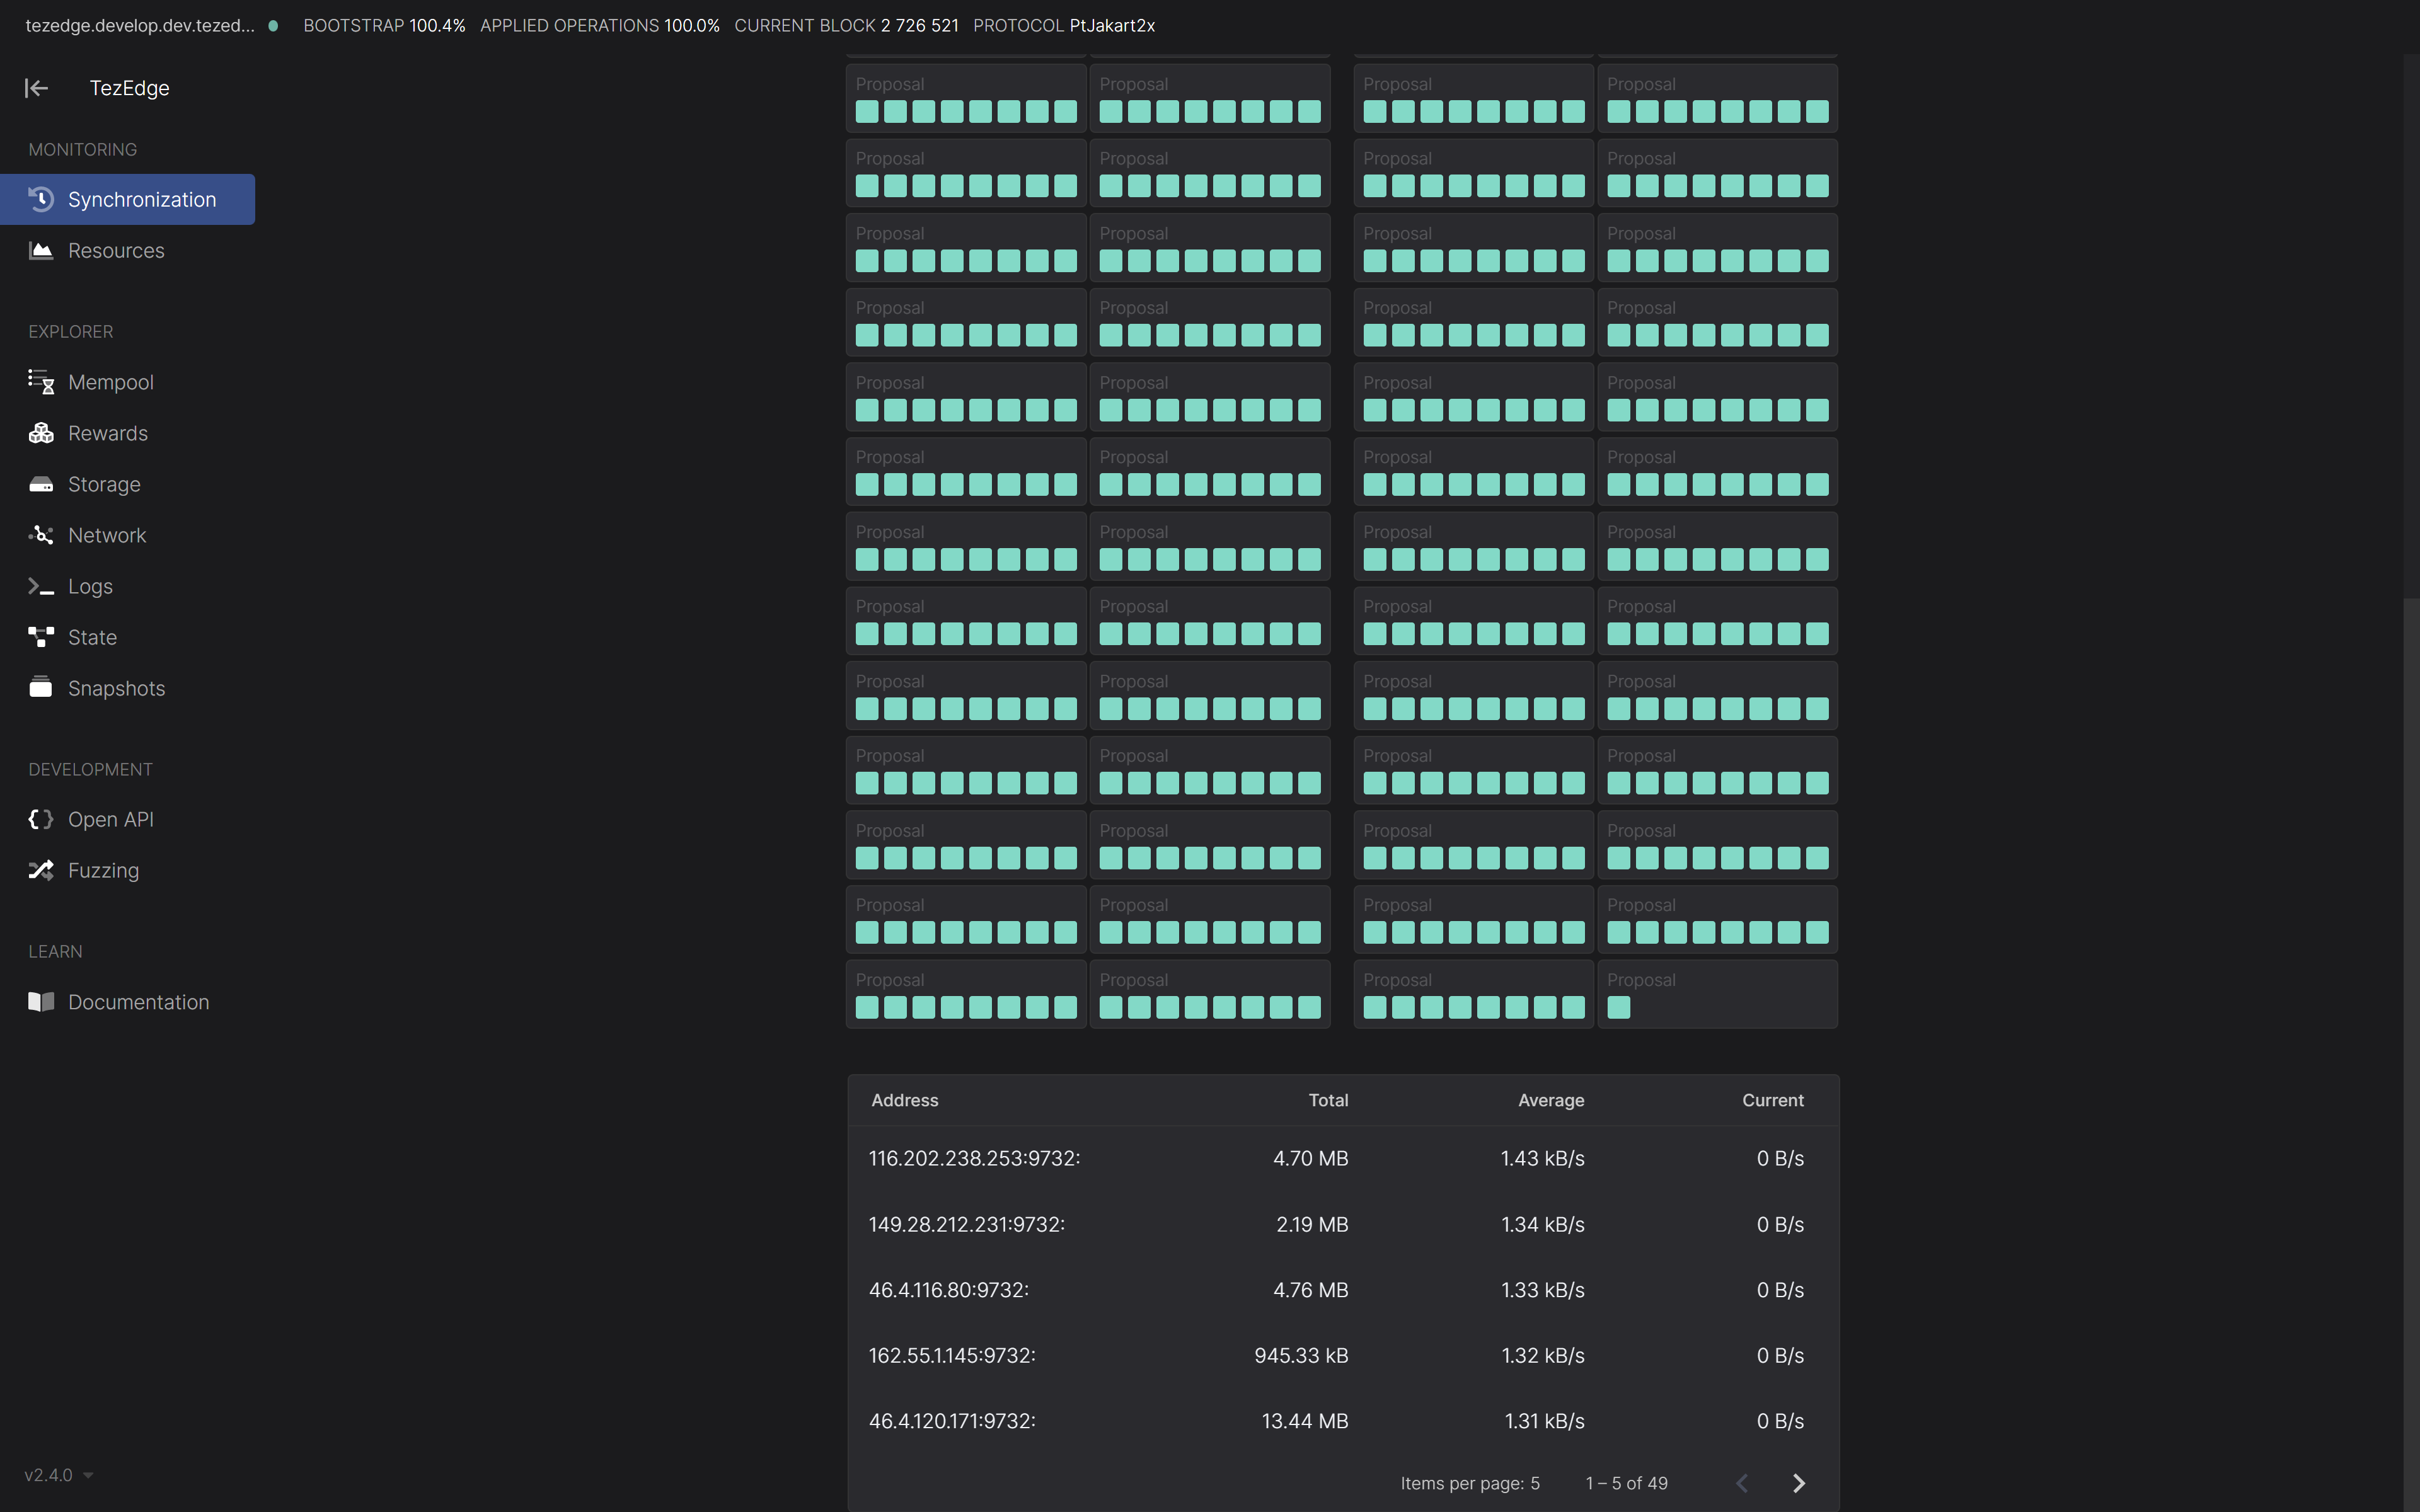 tezedge.develop.dev.tezed... BOOTSTRAP 100.4% APPLIED OPERATIONS 100.0% CURRENT BLOCK 2 726 521 PROTOCOL PtJakart2x
TezEdge
MONITORING
Synchronization
Resources
EXPLORER
Mempool
Rewards
Storage
Network
Logs
State
Snapshots
DEVELOPMENT
Open API
Fuzzing
LEARN
Documentation
v2.4.0
Proposal Proposal Proposal Proposal
Proposal Proposal Proposal Proposal
Proposal Proposal Proposal Proposal
Proposal Proposal Proposal Proposal
Proposal Proposal Proposal Proposal
Proposal Proposal Proposal Proposal
Proposal Proposal Proposal Proposal
Proposal Proposal Proposal Proposal
Proposal Proposal Proposal Proposal
Proposal Proposal Proposal Proposal
Proposal Proposal Proposal Proposal
Proposal Proposal Proposal Proposal
Proposal Proposal Proposal Proposal
Address Total Average Current
116.202.238.253:9732: 4.70 MB 1.43 kB/s 0 B/s
149.28.212.231:9732: 2.19 MB 1.34 kB/s 0 B/s
46.4.116.80:9732: 4.76 MB 1.33 kB/s 0 B/s
162.55.1.145:9732: 945.33 kB 1.32 kB/s 0 B/s
46.4.120.171:9732: 13.44 MB 1.31 kB/s 0 B/s
Items per page: 5 1 – 5 of 49